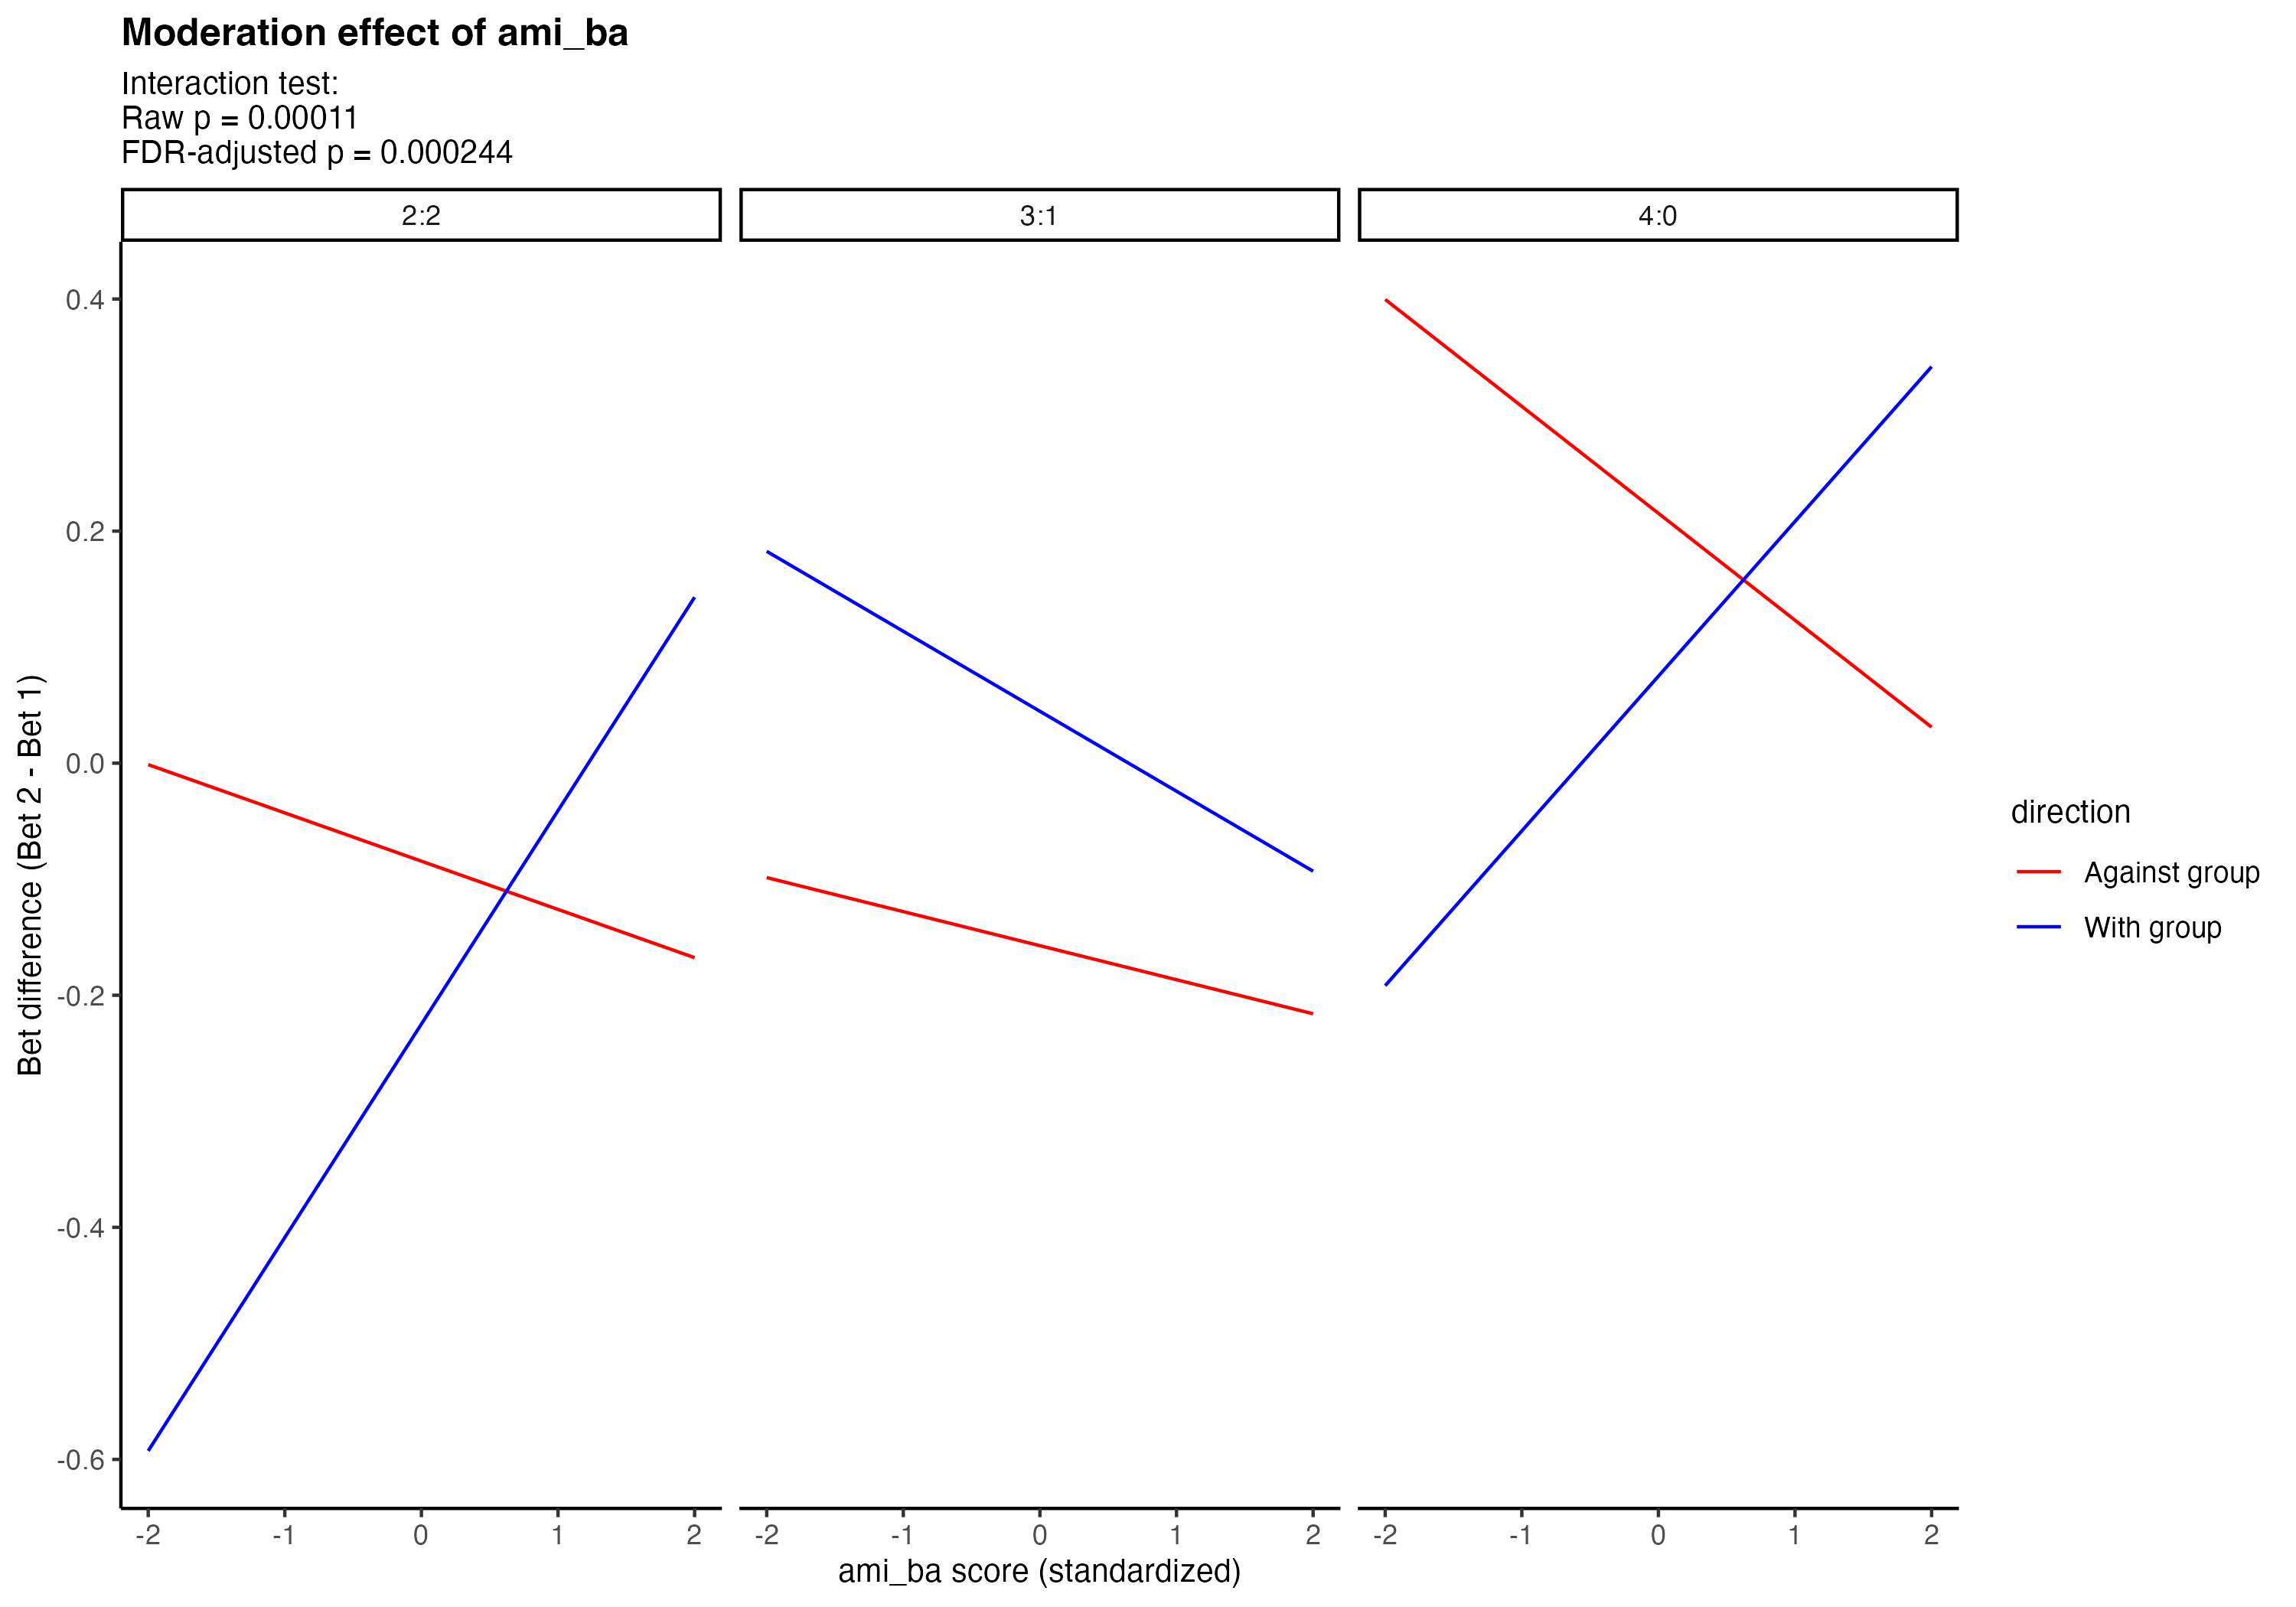 Moderation effect of ami_ba
Interaction test:
Raw p = 0.00011
FDR-adjusted p = 0.000244
2:2
3:1
4:0
0.4
0.2
0.0
-0.2
-0.4
-0.6
Bet difference (Bet 2 - Bet 1)
-2 -1 0 1 2
-2 -1 0 1 2
-2 -1 0 1 2
ami_ba score (standardized)
direction
Against group
With group